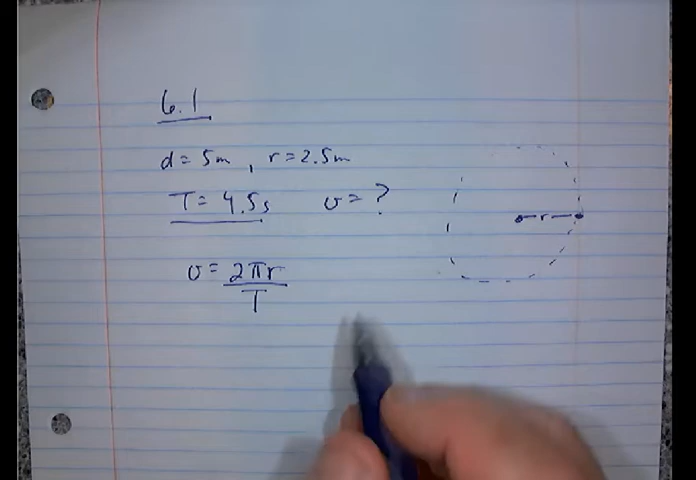 6.1
d = 5m , r = 2.5m
T = 4.5s v = ?
r
v = 2πr
T